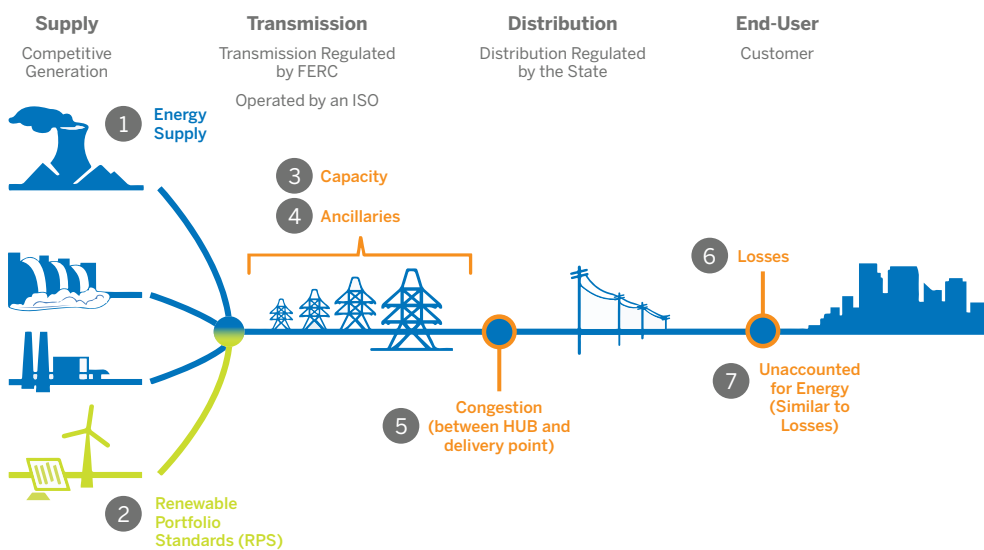 Supply
Competitive
Generation
Transmission
Transmission Regulated
by FERC
Operated by an ISO
Distribution
Distribution Regulated
by the State
End-User
Customer
1
Energy
Supply
3
Capacity
4
Ancillaries
6
Losses
7
Unaccounted
for Energy
(Similar to
Losses)
5
Congestion
(between HUB and
delivery point)
2
Renewable
Portfolio
Standards (RPS)